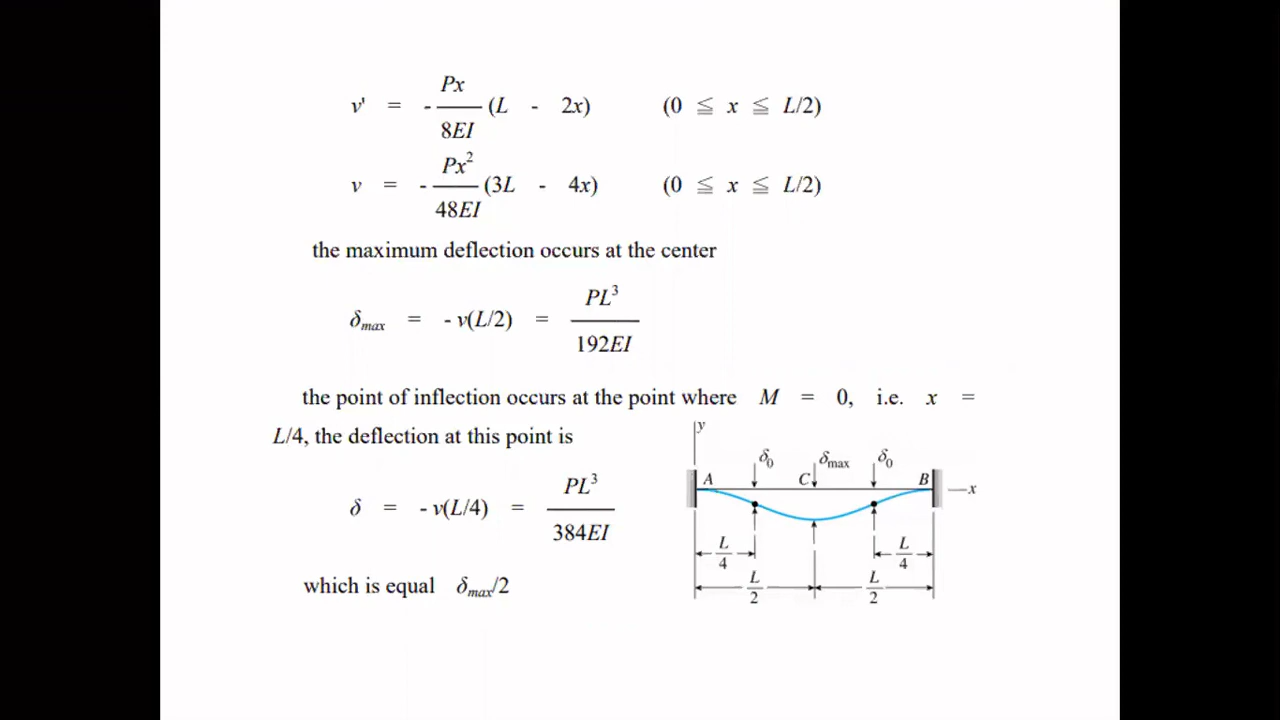 v' = - Px/8EI (L - 2x) (0 ≦ x ≦ L/2)
v = - Px²/48EI (3L - 4x) (0 ≦ x ≦ L/2)
the maximum deflection occurs at the center
δmax = - v(L/2) = PL³/192EI
the point of inflection occurs at the point where M = 0, i.e. x =
L/4, the deflection at this point is
δ = - v(L/4) = PL³/384EI
which is equal δmax/2
y
δ0 δmax δ0
A C B x
L/4 L/4
L/2 L/2